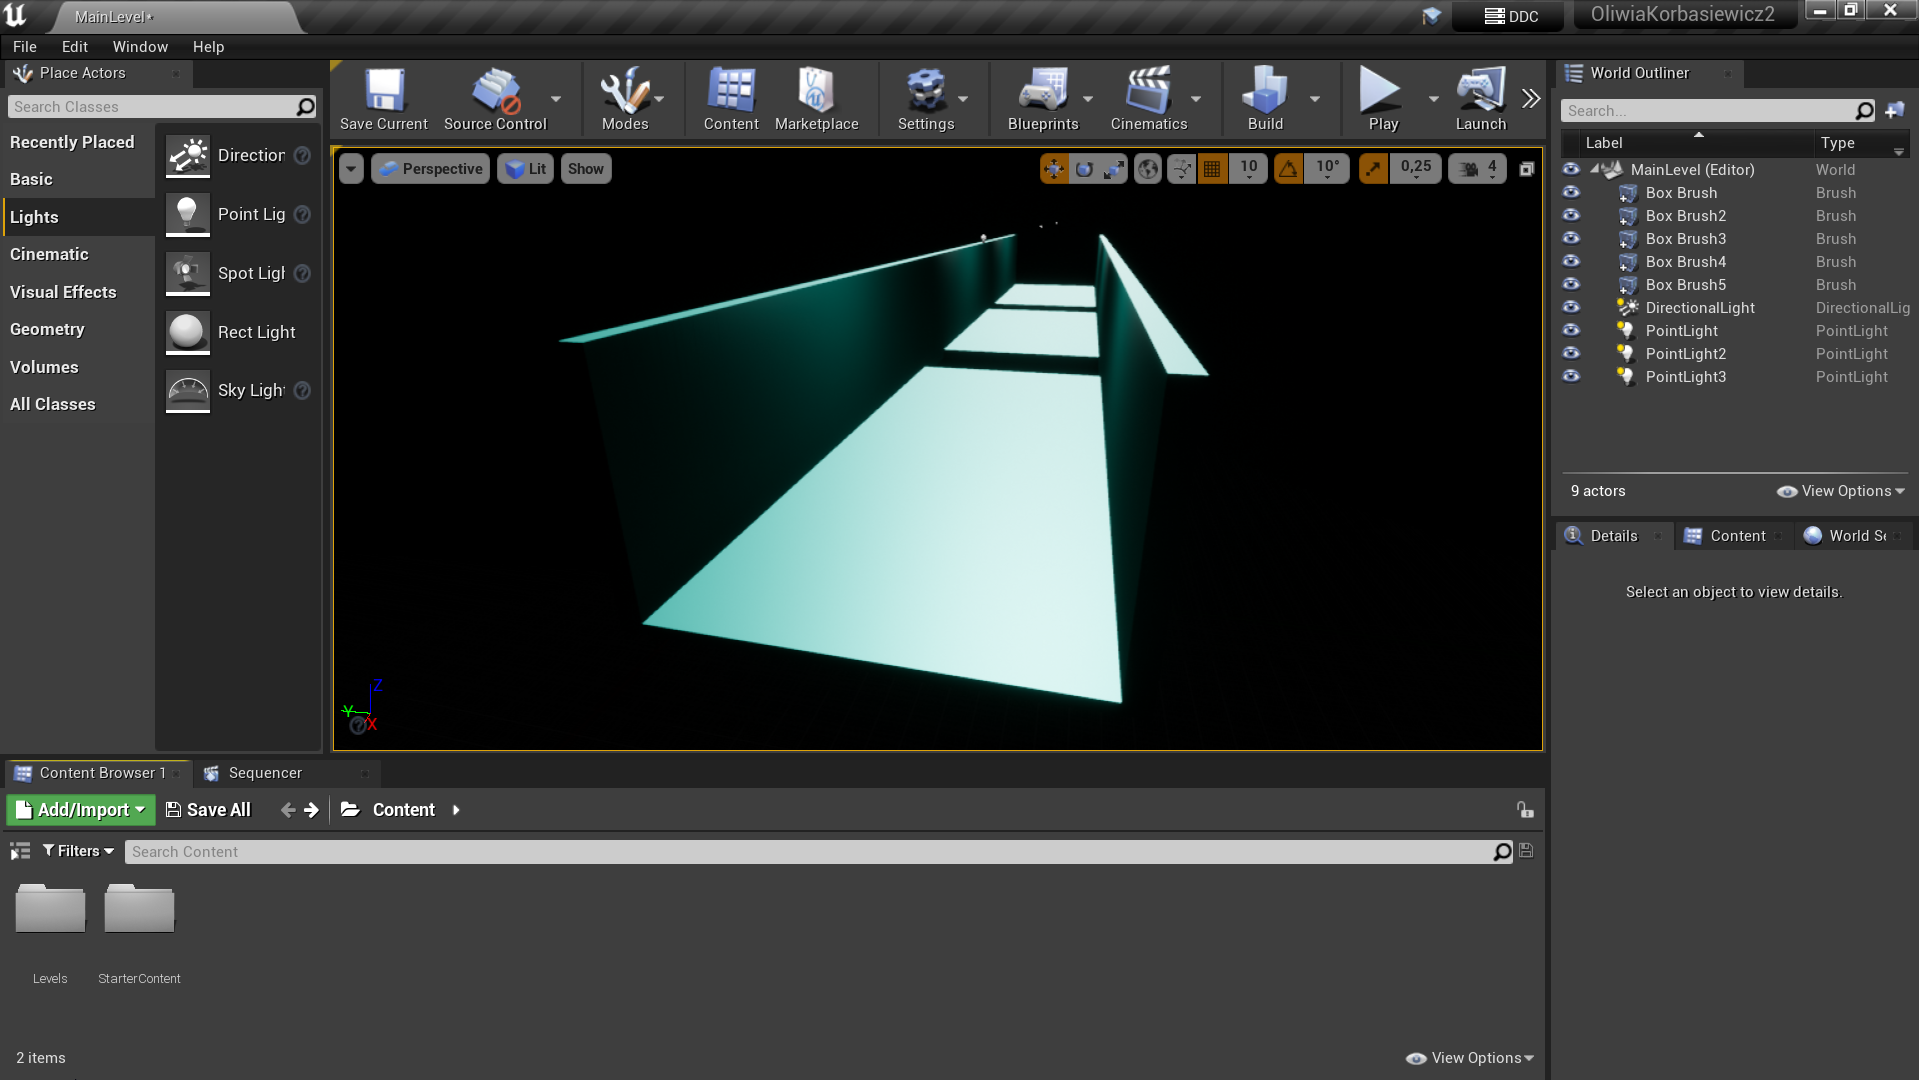 MainLevel*
DDC
OliwiaKorbasiewicz2
File Edit Window Help
Place Actors
Search Classes
Recently Placed
Basic
Lights
Cinematic
Visual Effects
Geometry
Volumes
All Classes
Direction
Point Lig
Spot Ligh
Rect Light
Sky Light
Save Current
Source Control
Modes
Content
Marketplace
Settings
Blueprints
Cinematics
Build
Play
Launch
Perspective
Lit
Show
10
10°
0,25
4
Z
Y
X
World Outliner
Search...
Label Type
MainLevel (Editor) World
Box Brush Brush
Box Brush2 Brush
Box Brush3 Brush
Box Brush4 Brush
Box Brush5 Brush
DirectionalLight DirectionalLig
PointLight PointLight
PointLight2 PointLight
PointLight3 PointLight
9 actors
View Options
Details
Content
World Se
Select an object to view details.
Content Browser 1
Sequencer
Add/Import
Save All
Content
Filters
Search Content
Levels
StarterContent
2 items
View Options